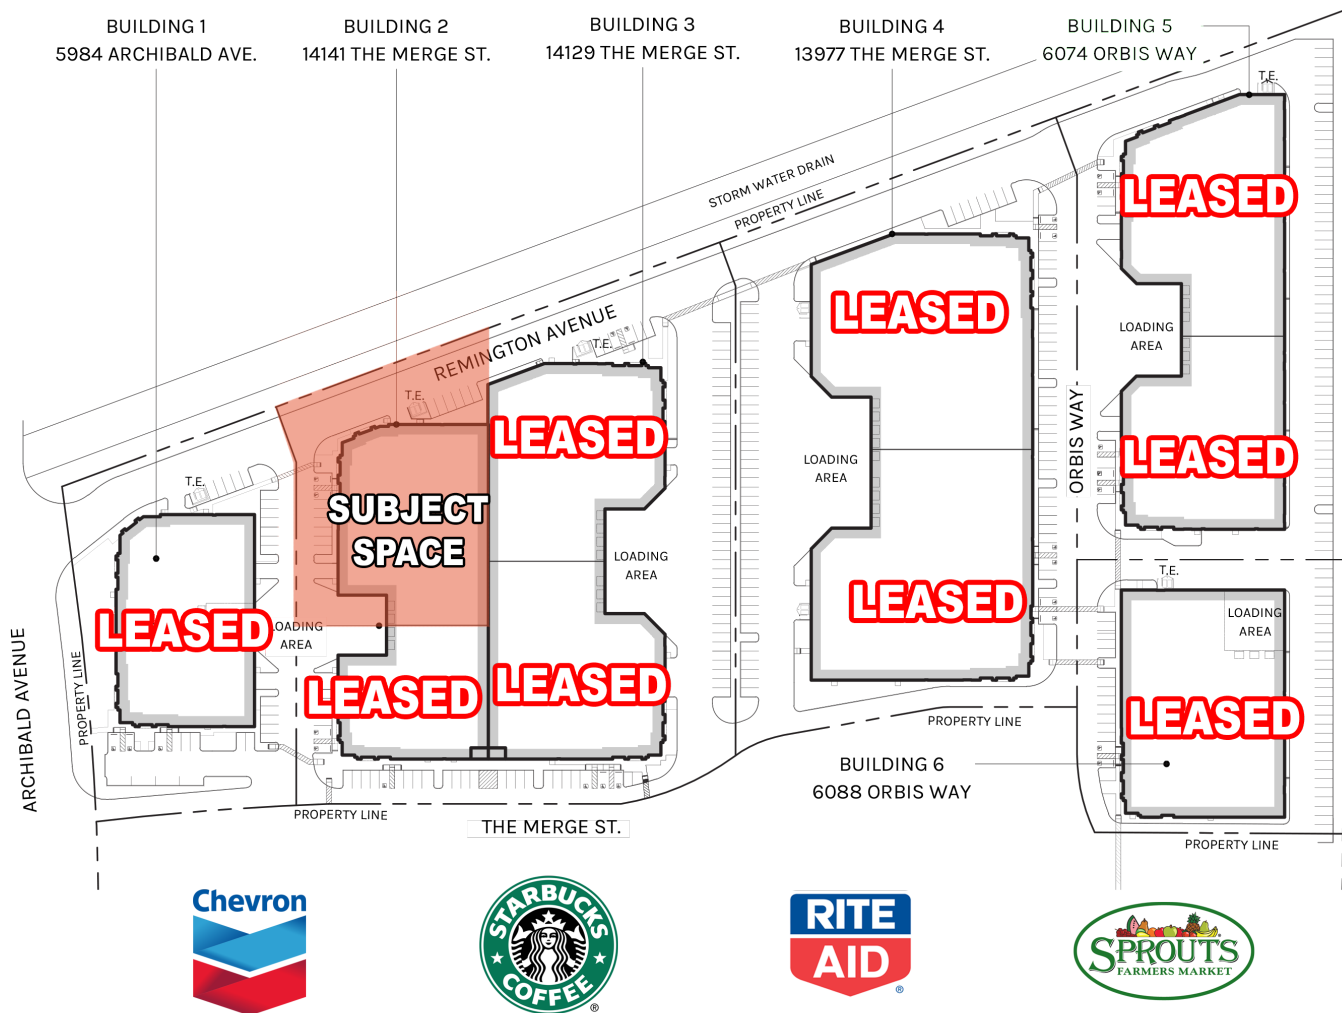 BUILDING 1
5984 ARCHIBALD AVE.
BUILDING 2
14141 THE MERGE ST.
BUILDING 3
14129 THE MERGE ST.
BUILDING 4
13977 THE MERGE ST.
BUILDING 5
6074 ORBIS WAY
T.E.
STORM WATER DRAIN
PROPERTY LINE
LEASED
LEASED
LOADING
AREA
REMINGTON AVENUE
T.E.
T.E.
LEASED
LEASED
LOADING
AREA
ORBIS WAY
T.E.
SUBJECT
SPACE
LOADING
AREA
T.E.
LEASED
LOADING
AREA
LEASED
LOADING
AREA
ARCHIBALD AVENUE
PROPERTY LINE
LEASED
LEASED
LEASED
PROPERTY LINE
BUILDING 6
6088 ORBIS WAY
PROPERTY LINE
THE MERGE ST.
PROPERTY LINE
Chevron
STARBUCKS
COFFEE
®
RITE
AID
®
SPROUTS
FARMERS MARKET